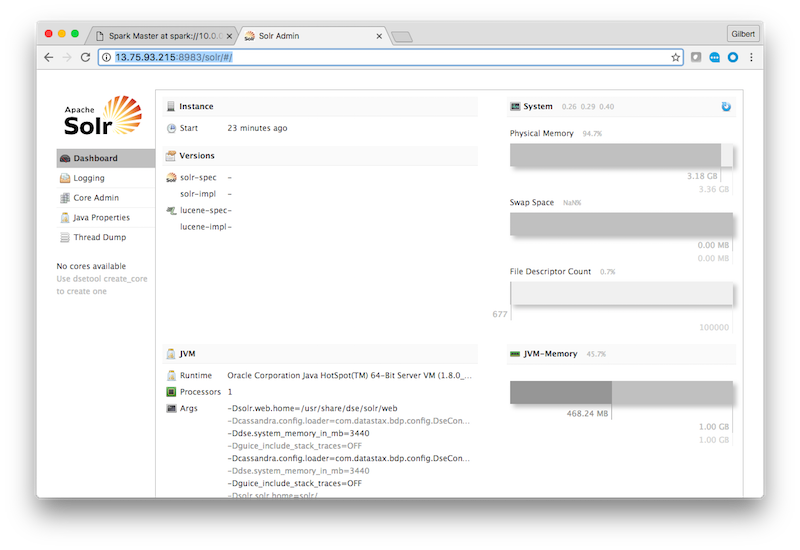 Spark Master at spark://10.0.0
Solr Admin
Gilbert
13.75.93.215:8983/solr/#/
Apache
Solr
Dashboard
Logging
Core Admin
Java Properties
Thread Dump
No cores available
Use dsetool create_core
to create one
Instance
Start 23 minutes ago
Versions
solr-spec -
solr-impl -
lucene-spec-
lucene-impl-
System 0.26 0.29 0.40
Physical Memory 94.7%
3.18 GB
3.36 GB
Swap Space NaN%
0.00 MB
0.00 MB
File Descriptor Count 0.7%
677
100000
JVM
Runtime Oracle Corporation Java HotSpot(TM) 64-Bit Server VM (1.8.0_...
Processors 1
Args -Dsolr.web.home=/usr/share/dse/solr/web
-Dcassandra.config.loader=com.datastax.bdp.config.DseCon...
-Ddse.system_memory_in_mb=3440
-Dguice_include_stack_traces=OFF
-Dcassandra.config.loader=com.datastax.bdp.config.DseCon...
-Ddse.system_memory_in_mb=3440
-Dguice_include_stack_traces=OFF
-Dsolr.solr.home=solr/
JVM-Memory 45.7%
468.24 MB
1.00 GB
1.00 GB